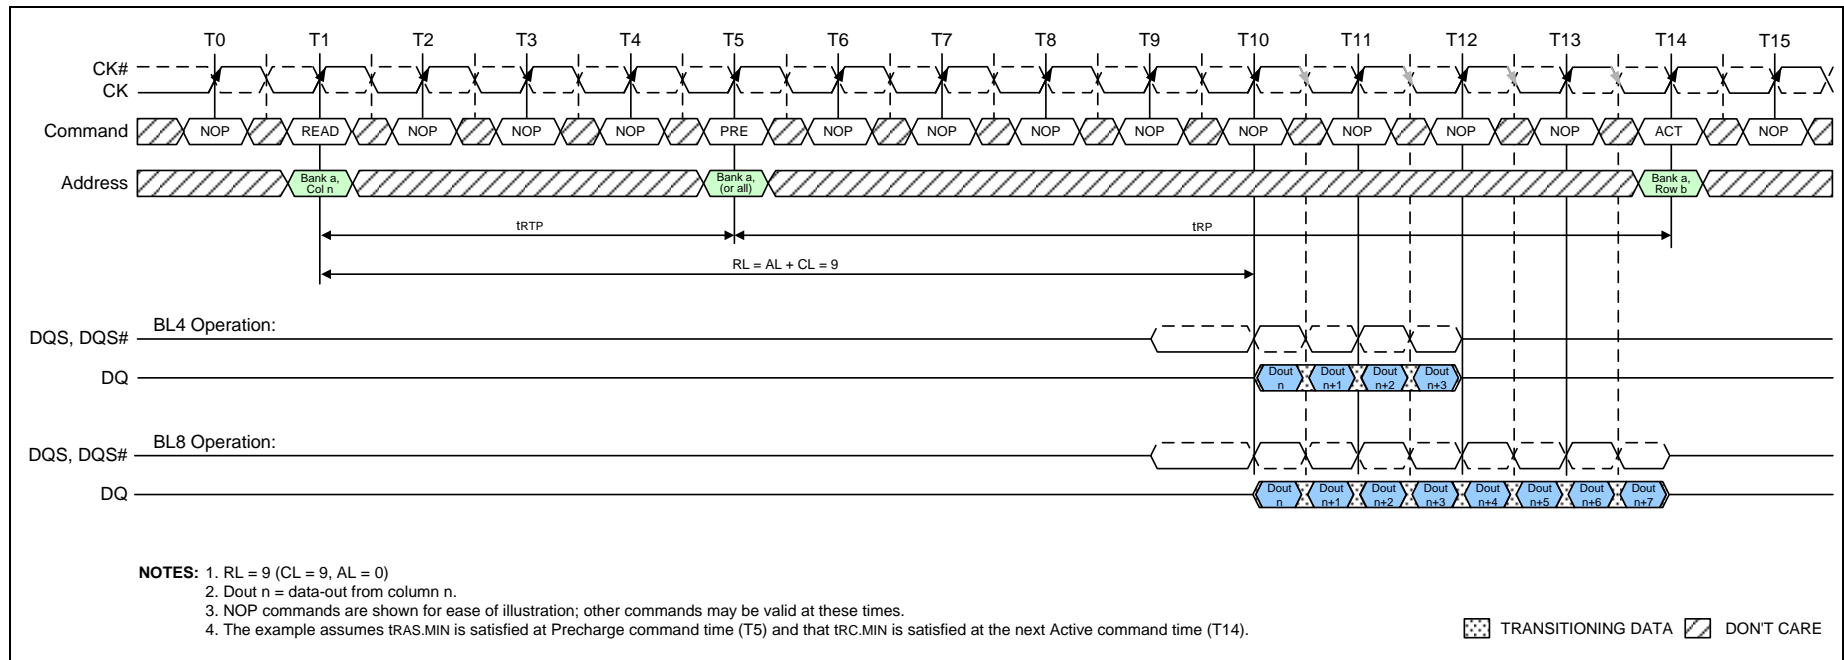 T0 T1 T2 T3 T4 T5 T6 T7 T8 T9 T10 T11 T12 T13 T14 T15
CK#
CK
Command NOP READ NOP NOP NOP PRE NOP NOP NOP NOP NOP NOP NOP NOP ACT NOP
Address Bank a, Col n Bank a, (or all) Bank a, Row b
tRTP tRP
RL = AL + CL = 9
BL4 Operation:
DQS, DQS#
DQ Dout n Dout n+1 Dout n+2 Dout n+3
BL8 Operation:
DQS, DQS#
DQ Dout n Dout n+1 Dout n+2 Dout n+3 Dout n+4 Dout n+5 Dout n+6 Dout n+7
NOTES: 1. RL = 9 (CL = 9, AL = 0)
2. Dout n = data-out from column n.
3. NOP commands are shown for ease of illustration; other commands may be valid at these times.
4. The example assumes tRAS.MIN is satisfied at Precharge command time (T5) and that tRC.MIN is satisfied at the next Active command time (T14).
TRANSITIONING DATA DON'T CARE